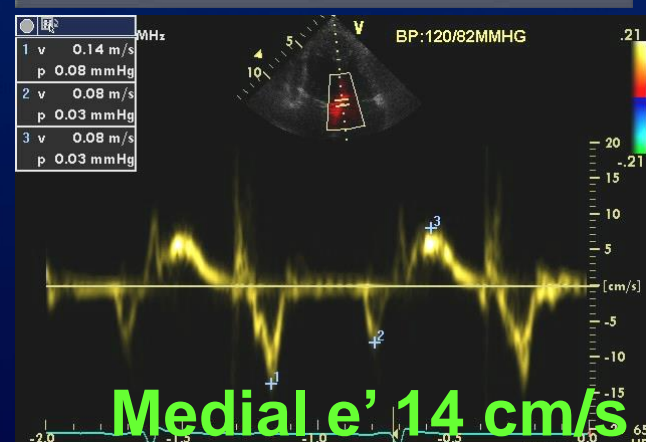 MHz
1 v 0.14 m/s
p 0.08 mmHg
2 v 0.08 m/s
p 0.03 mmHg
3 v 0.08 m/s
p 0.03 mmHg
5
10
V
BP:120/82MMHG
.21
-.21
20
15
10
5
[cm/s]
-5
-10
-15
3
2
1
Medial e’ 14 cm/s
-2.0
-1.5
-0.5
65